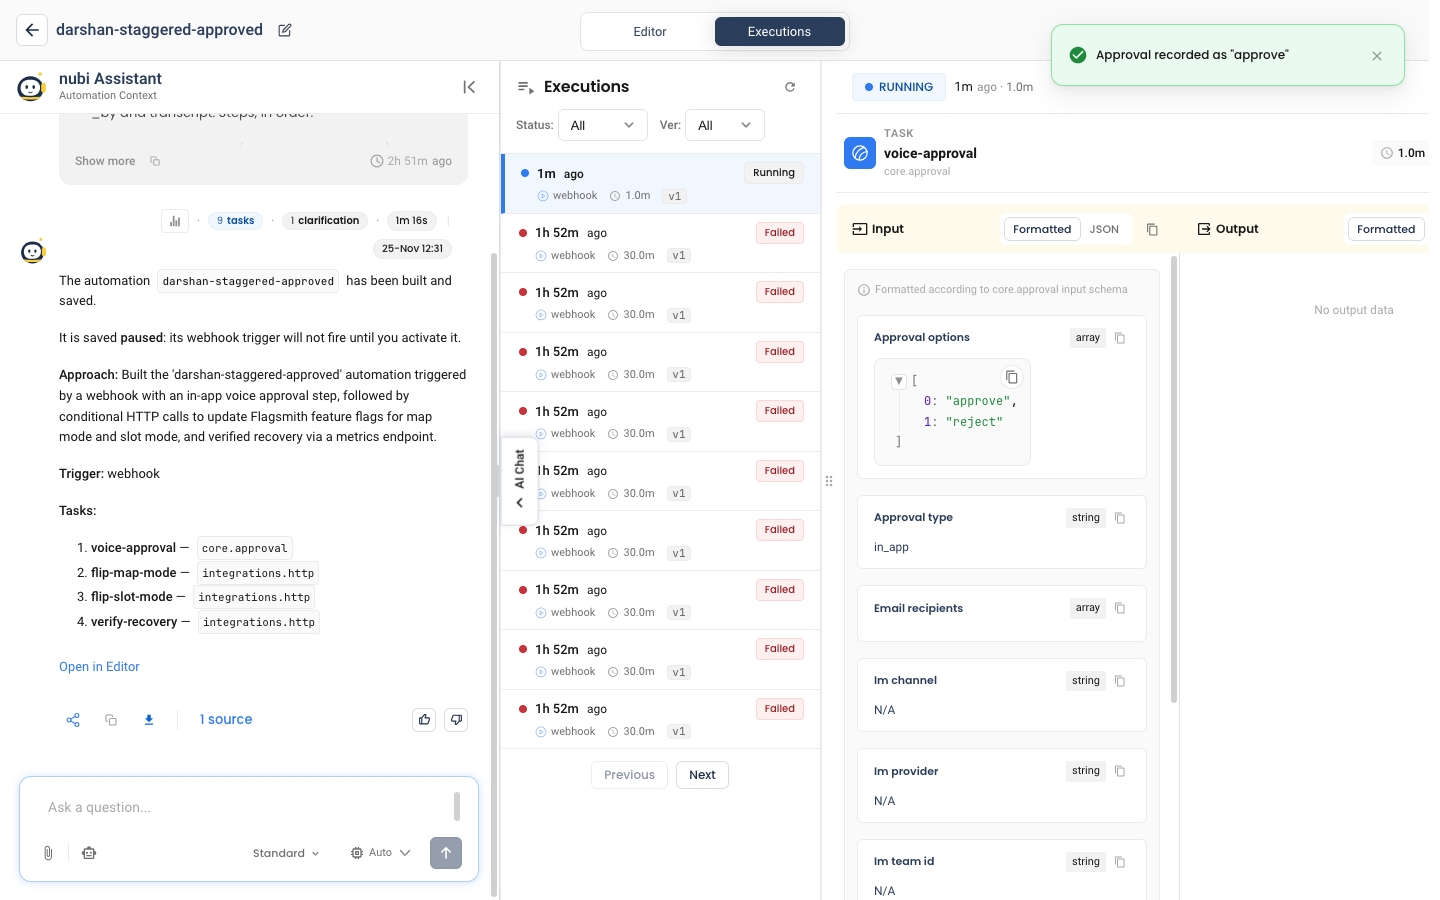 darshan-staggered-approved
Editor
Executions
Approval recorded as "approve"
nubi Assistant
Automation Context
_by and transcript. steps, in order.
Show more
2h 51m ago
9 tasks · 1 clarification · 1m 16s
25-Nov 12:31
The automation darshan-staggered-approved has been built and
saved.
It is saved paused: its webhook trigger will not fire until you activate it.
Approach: Built the 'darshan-staggered-approved' automation triggered
by a webhook with an in-app voice approval step, followed by
conditional HTTP calls to update Flagsmith feature flags for map
mode and slot mode, and verified recovery via a metrics endpoint.
Trigger: webhook
Tasks:
1. voice-approval — core.approval
2. flip-map-mode — integrations.http
3. flip-slot-mode — integrations.http
4. verify-recovery — integrations.http
Open in Editor
1 source
Ask a question...
Standard
Auto
Executions
Status: All Ver: All
1m ago Running
webhook 1.0m v1
1h 52m ago Failed
webhook 30.0m v1
1h 52m ago Failed
webhook 30.0m v1
1h 52m ago Failed
webhook 30.0m v1
1h 52m ago Failed
webhook 30.0m v1
1h 52m ago Failed
webhook 30.0m v1
1h 52m ago Failed
webhook 30.0m v1
1h 52m ago Failed
webhook 30.0m v1
1h 52m ago Failed
webhook 30.0m v1
1h 52m ago Failed
webhook 30.0m v1
AI Chat
Previous Next
RUNNING 1m ago · 1.0m
TASK
voice-approval
core.approval
1.0m
Input Formatted JSON
Output Formatted
Formatted according to core.approval input schema
Approval options array
[
0: "approve",
1: "reject"
]
Approval type string
in_app
Email recipients array
Im channel string
N/A
Im provider string
N/A
Im team id string
N/A
No output data